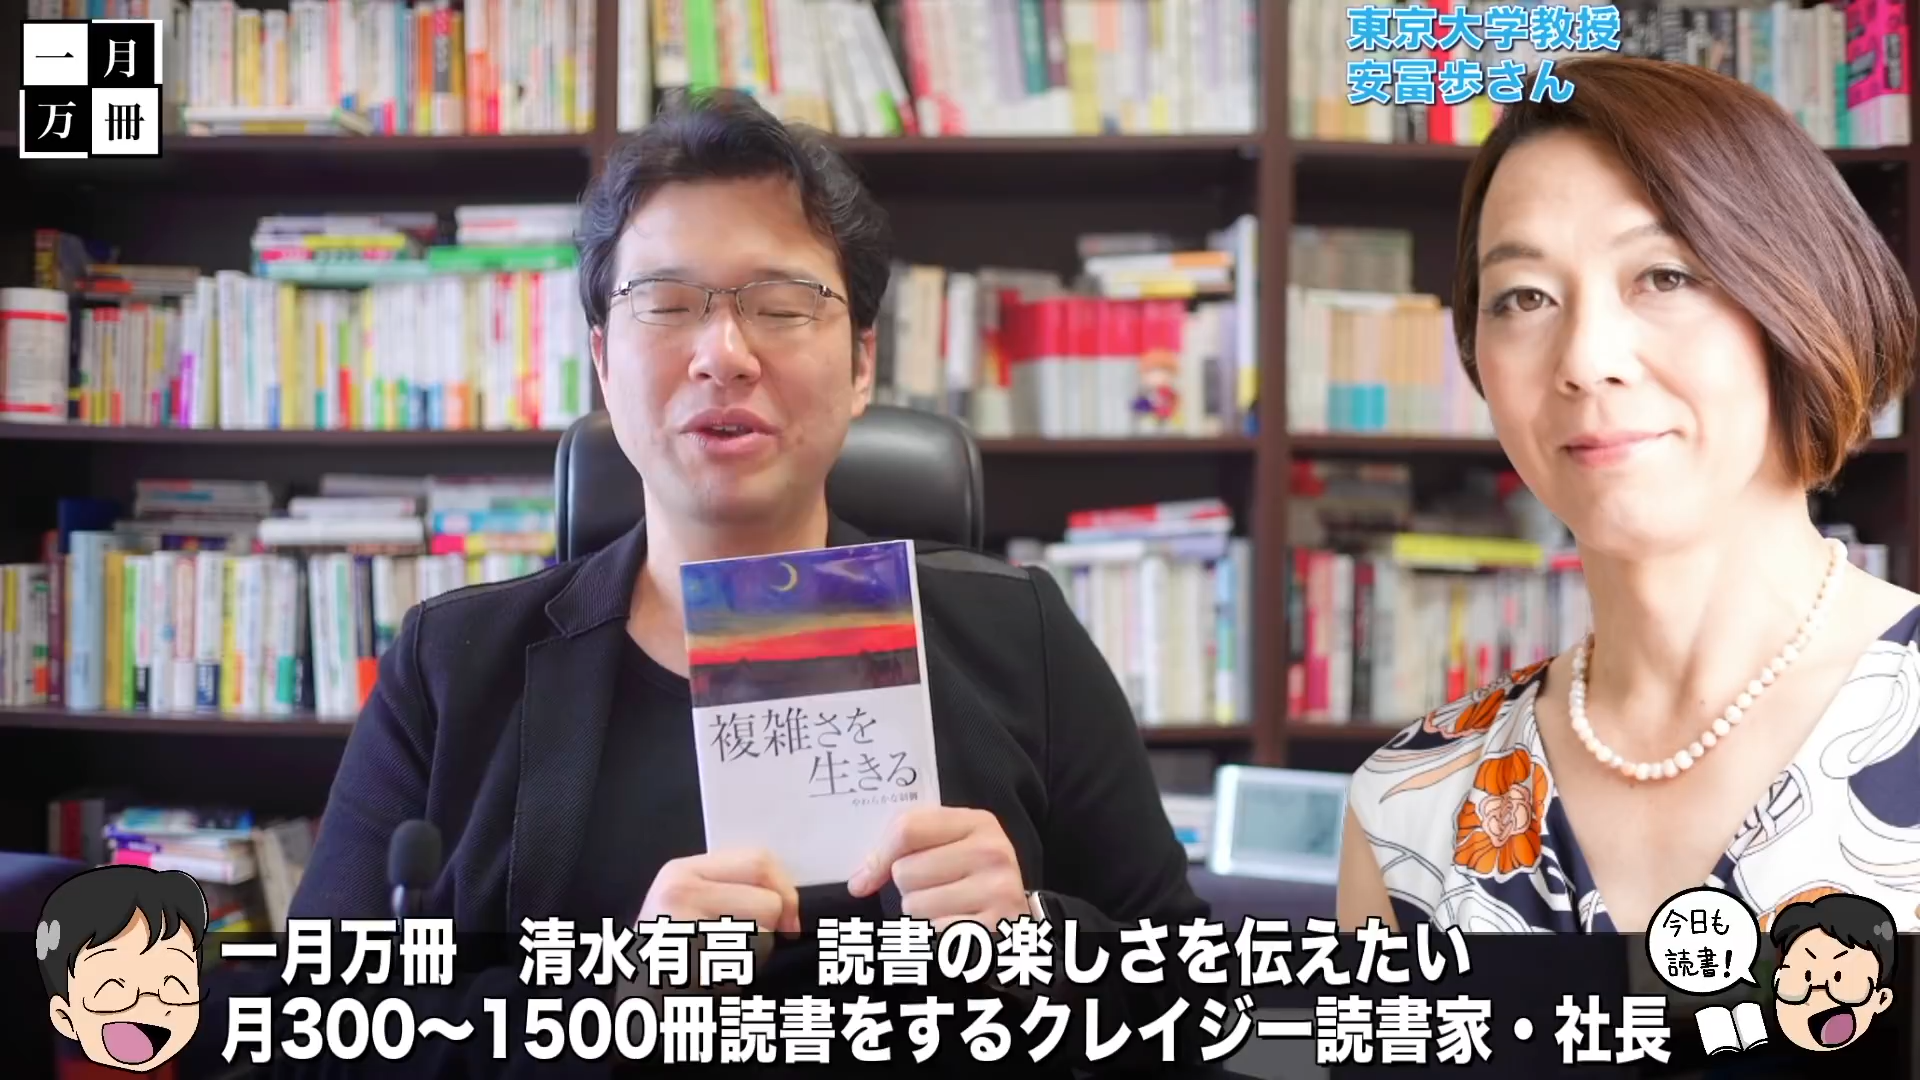 一月
万冊
東京大学教授
安冨歩さん
複雑さを
生きる
やわらかな制御
今日も
読書!
一月万冊　清水有高　読書の楽しさを伝えたい
月300〜1500冊読書をするクレイジー読書家・社長